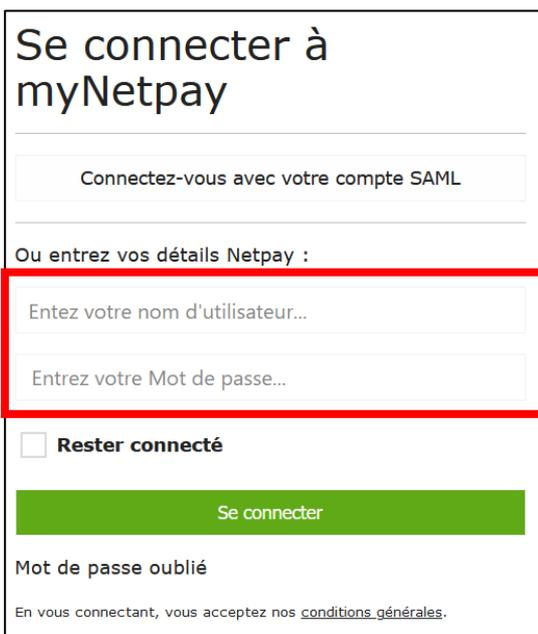 Se connecter à
myNetpay
Connectez-vous avec votre compte SAML
Ou entrez vos détails Netpay :
Entez votre nom d'utilisateur...
Entrez votre Mot de passe...
Rester connecté
Se connecter
Mot de passe oublié
En vous connectant, vous acceptez nos conditions générales.